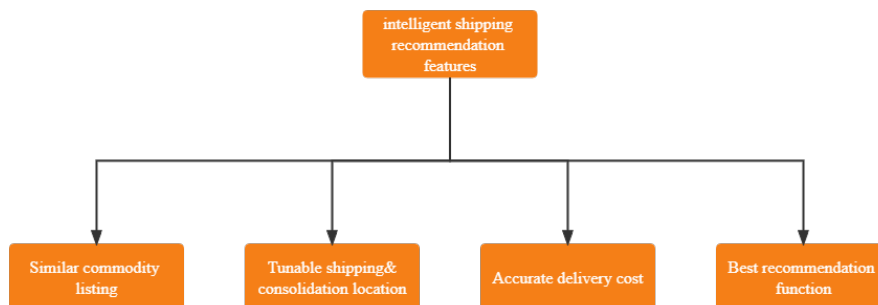 intelligent shipping
recommendation
features
Similar commodity
listing
Tunable shipping&
consolidation location
Accurate delivery cost
Best recommendation
function